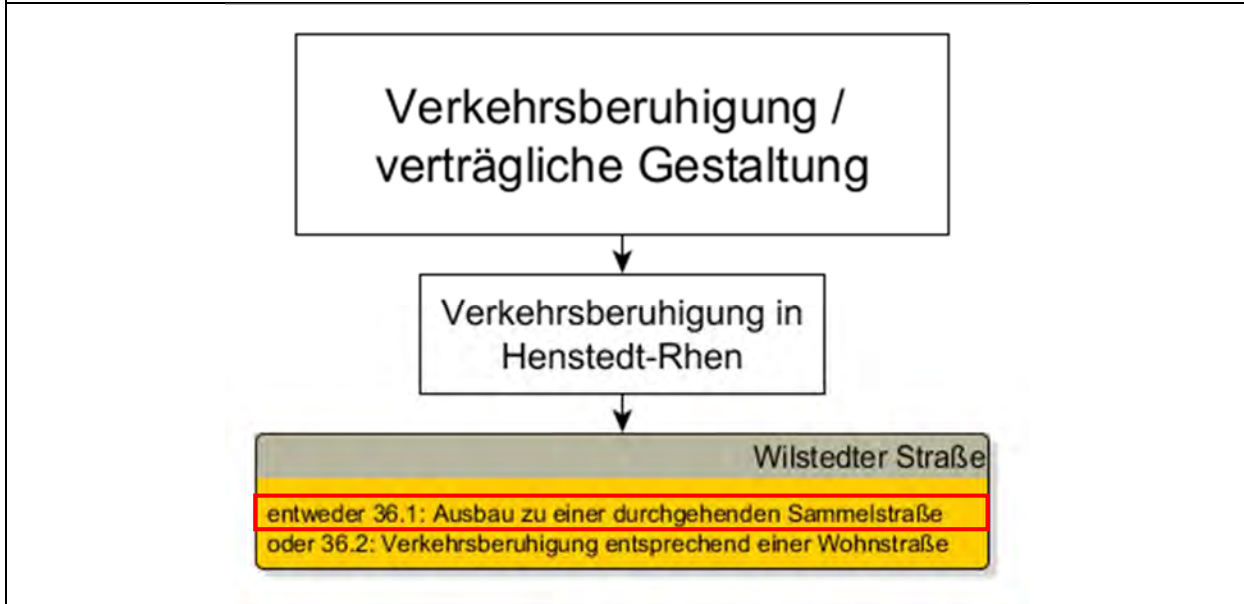 Verkehrsberuhigung /
verträgliche Gestaltung
Verkehrsberuhigung in
Henstedt-Rhen
Wilstedter Straße
entweder 36.1: Ausbau zu einer durchgehenden Sammelstraße
oder 36.2: Verkehrsberuhigung entsprechend einer Wohnstraße